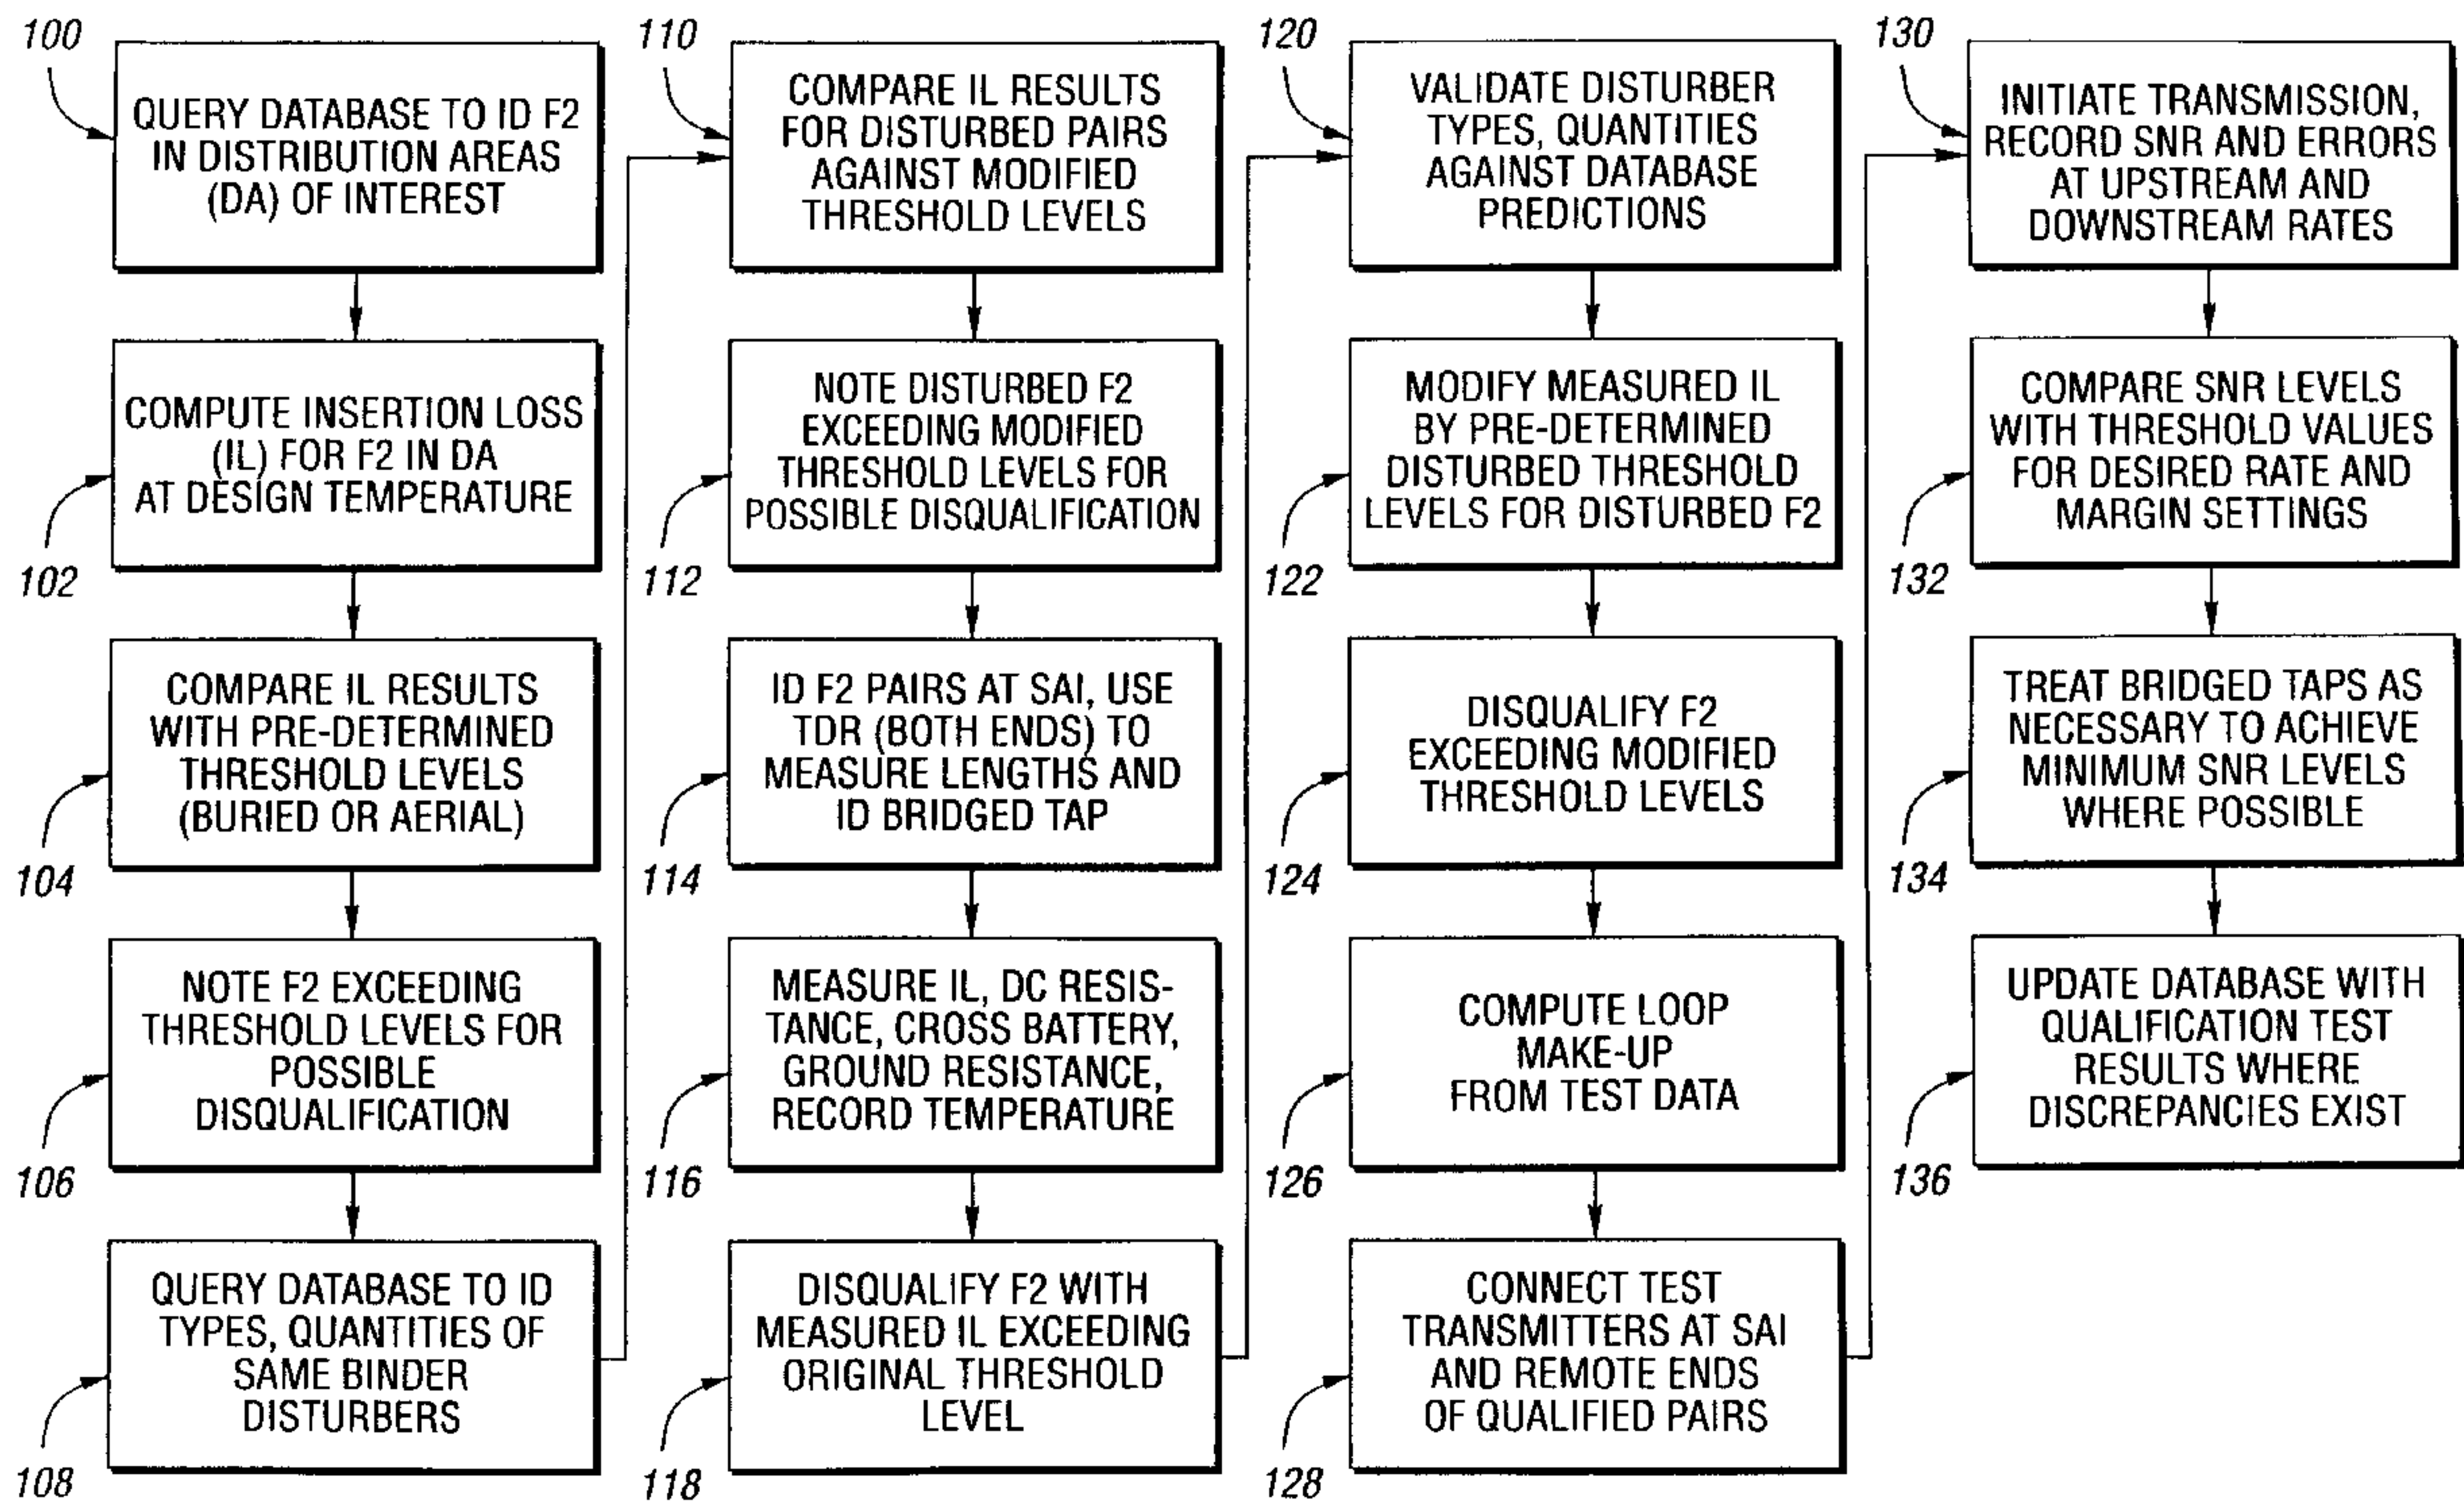 100
QUERY DATABASE TO ID F2
IN DISTRIBUTION AREAS
(DA) OF INTEREST
COMPUTE INSERTION LOSS
(IL) FOR F2 IN DA
AT DESIGN TEMPERATURE
102
COMPARE IL RESULTS
WITH PRE-DETERMINED
THRESHOLD LEVELS
(BURIED OR AERIAL)
104
NOTE F2 EXCEEDING
THRESHOLD LEVELS FOR
POSSIBLE
DISQUALIFICATION
106
QUERY DATABASE TO ID
TYPES, QUANTITIES OF
SAME BINDER
DISTURBERS
108
110
COMPARE IL RESULTS
FOR DISTURBED PAIRS
AGAINST MODIFIED
THRESHOLD LEVELS
NOTE DISTURBED F2
EXCEEDING MODIFIED
THRESHOLD LEVELS FOR
POSSIBLE DISQUALIFICATION
112
ID F2 PAIRS AT SAI, USE
TDR (BOTH ENDS) TO
MEASURE LENGTHS AND
ID BRIDGED TAP
114
MEASURE IL, DC RESIS-
TANCE, CROSS BATTERY,
GROUND RESISTANCE,
RECORD TEMPERATURE
116
DISQUALIFY F2 WITH
MEASURED IL EXCEEDING
ORIGINAL THRESHOLD
LEVEL
118
120
VALIDATE DISTURBER
TYPES, QUANTITIES
AGAINST DATABASE
PREDICTIONS
MODIFY MEASURED IL
BY PRE-DETERMINED
DISTURBED THRESHOLD
LEVELS FOR DISTURBED F2
122
DISQUALIFY F2
EXCEEDING MODIFIED
THRESHOLD LEVELS
124
COMPUTE LOOP
MAKE-UP
FROM TEST DATA
126
CONNECT TEST
TRANSMITTERS AT SAI
AND REMOTE ENDS
OF QUALIFIED PAIRS
128
130
INITIATE TRANSMISSION,
RECORD SNR AND ERRORS
AT UPSTREAM AND
DOWNSTREAM RATES
COMPARE SNR LEVELS
WITH THRESHOLD VALUES
FOR DESIRED RATE AND
MARGIN SETTINGS
132
TREAT BRIDGED TAPS AS
NECESSARY TO ACHIEVE
MINIMUM SNR LEVELS
WHERE POSSIBLE
134
UPDATE DATABASE WITH
QUALIFICATION TEST
RESULTS WHERE
DISCREPANCIES EXIST
136